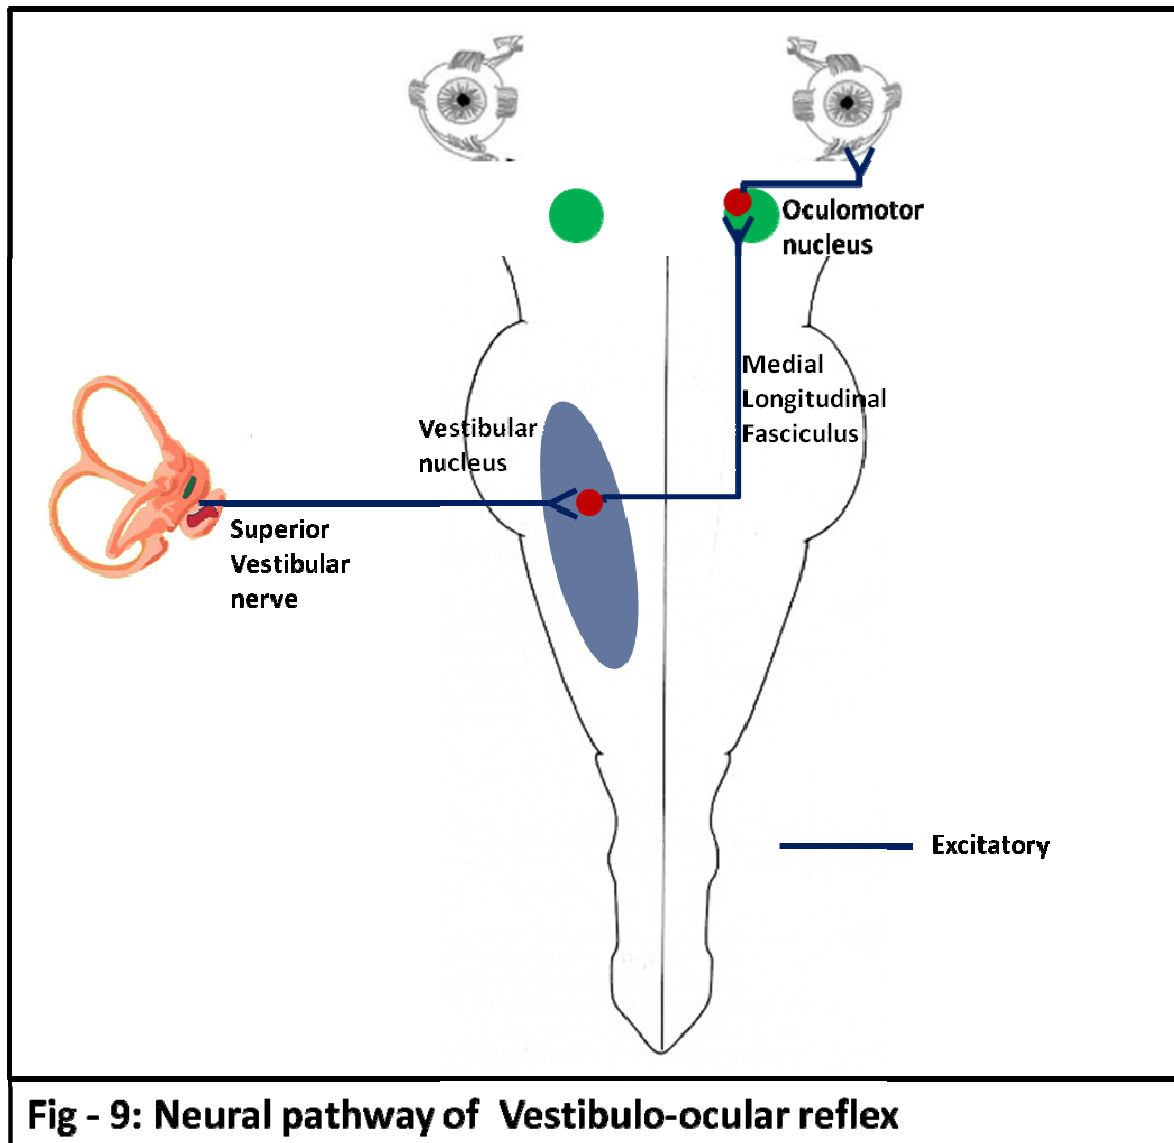 Oculomotor
nucleus
Medial
Longitudinal
Fasciculus
Vestibular
nucleus
Superior
Vestibular
nerve
Excitatory
Fig - 9: Neural pathway of Vestibulo-ocular reflex